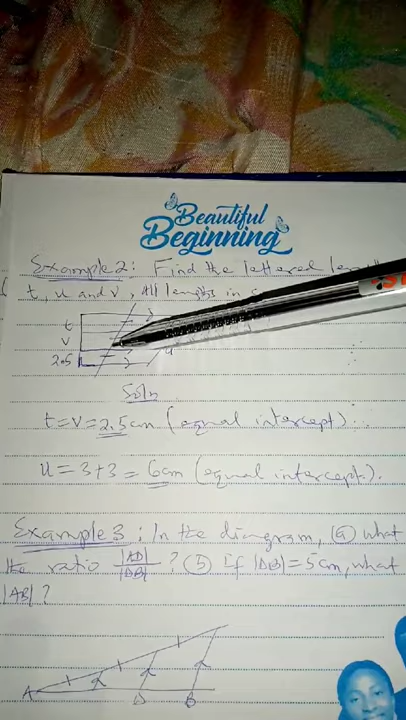 Beautiful
Beginning
Example 2: Find the lettered
t, u and v, All lengths in
t
v
2.5
u
Soln
t=v=2.5cm (equal intercept)
u=3+3=6cm (equal intercept).
Example 3: In the diagram, (a) what
the ratio |AD|/|DB| ? (b) If |DB|=5cm, what
|AB| ?
A D B